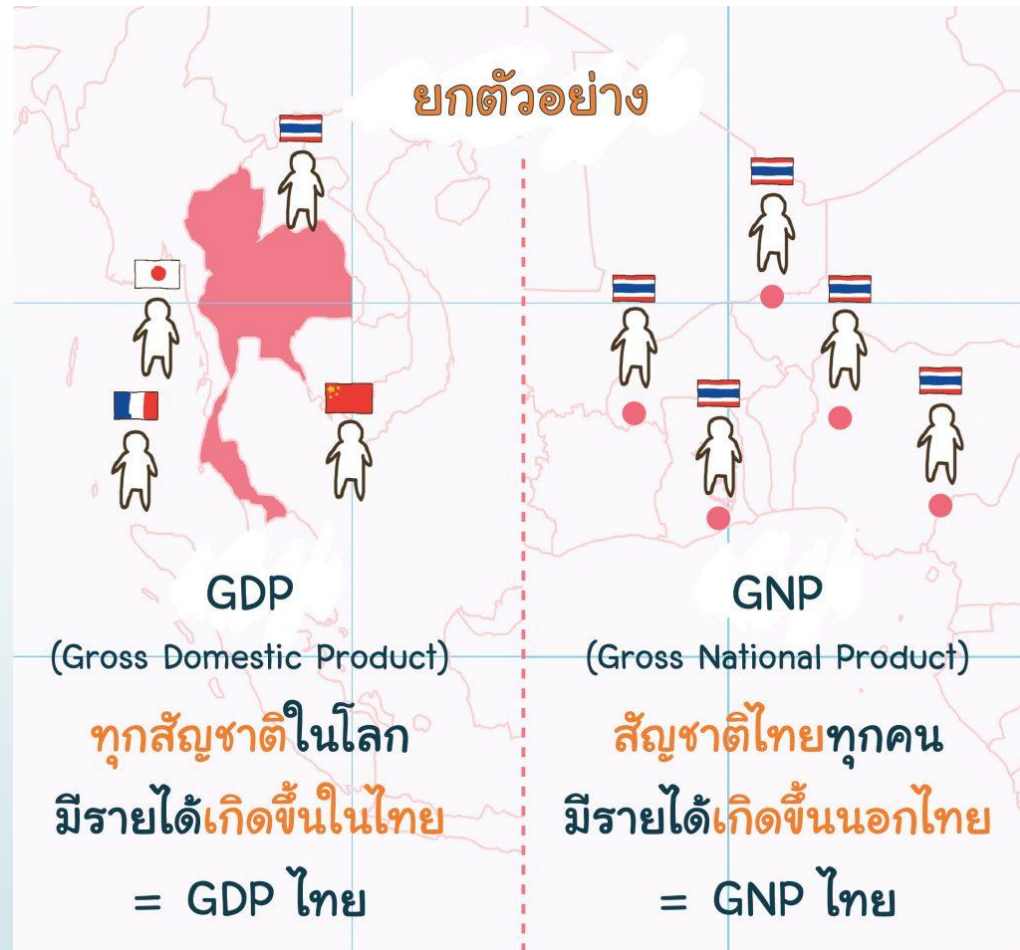 ยกตัวอย่าง
GDP
(Gross Domestic Product)
ทุกสัญชาติในโลก
มีรายได้เกิดขึ้นในไทย
= GDP ไทย
GNP
(Gross National Product)
สัญชาติไทยทุกคน
มีรายได้เกิดขึ้นนอกไทย
= GNP ไทย